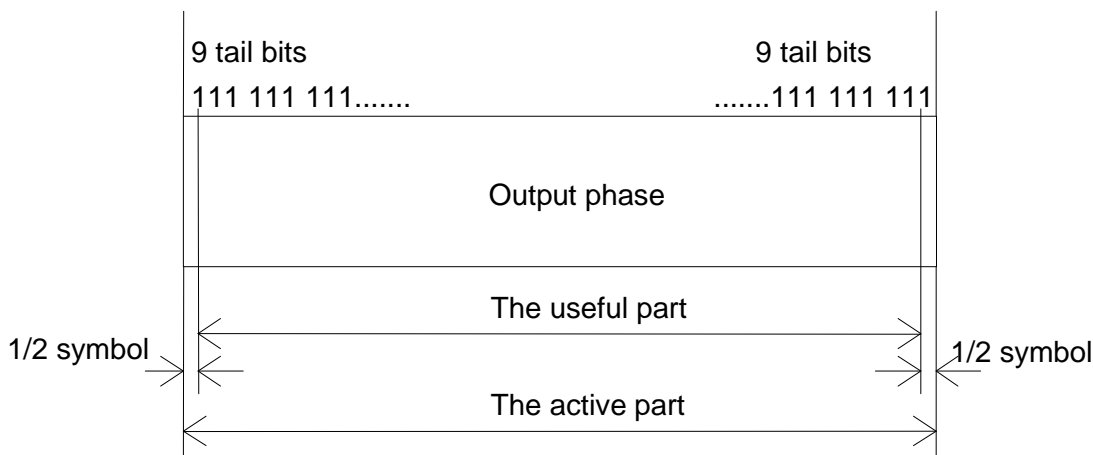 9 tail bits 9 tail bits
111 111 111....... .......111 111 111
Output phase
The useful part
1/2 symbol 1/2 symbol
The active part